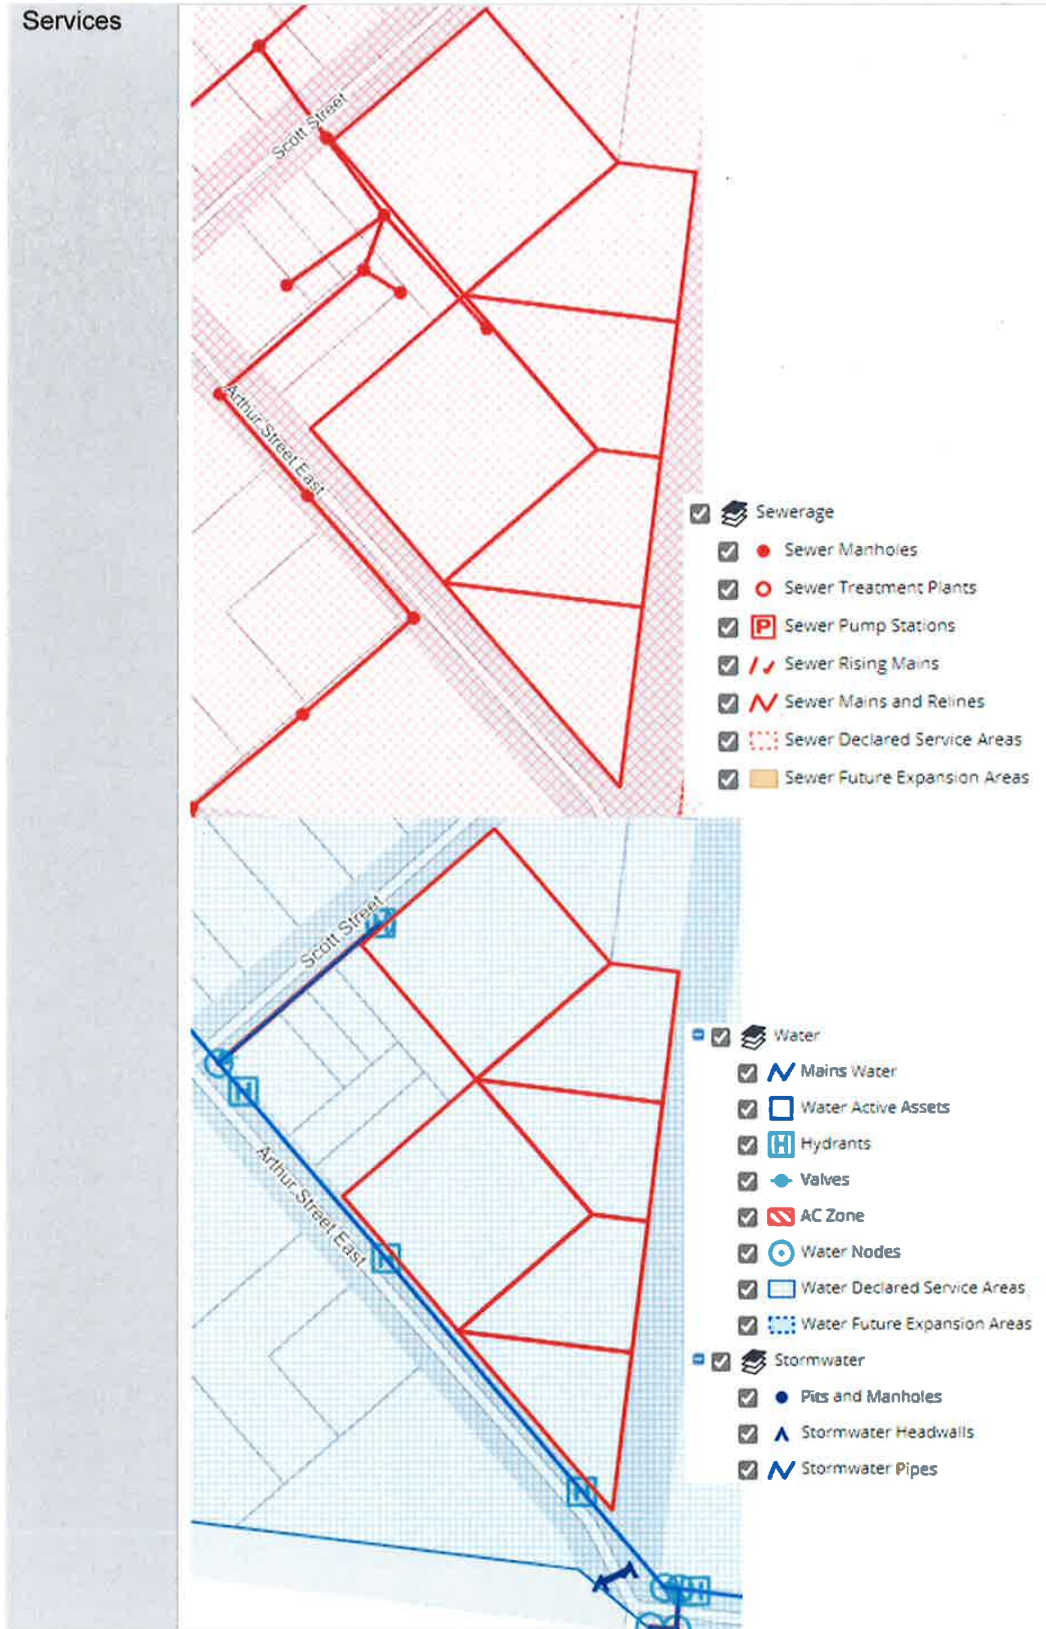 Services
Scott Street
Arthur Street East
Sewerage
Sewer Manholes
Sewer Treatment Plants
P Sewer Pump Stations
Sewer Rising Mains
Sewer Mains and Relines
Sewer Declared Service Areas
Sewer Future Expansion Areas
Scott Street
H
H
Arthur Street East
H
H
H
Water
Mains Water
Water Active Assets
H Hydrants
Valves
AC Zone
Water Nodes
Water Declared Service Areas
Water Future Expansion Areas
Stormwater
Pits and Manholes
Stormwater Headwalls
Stormwater Pipes